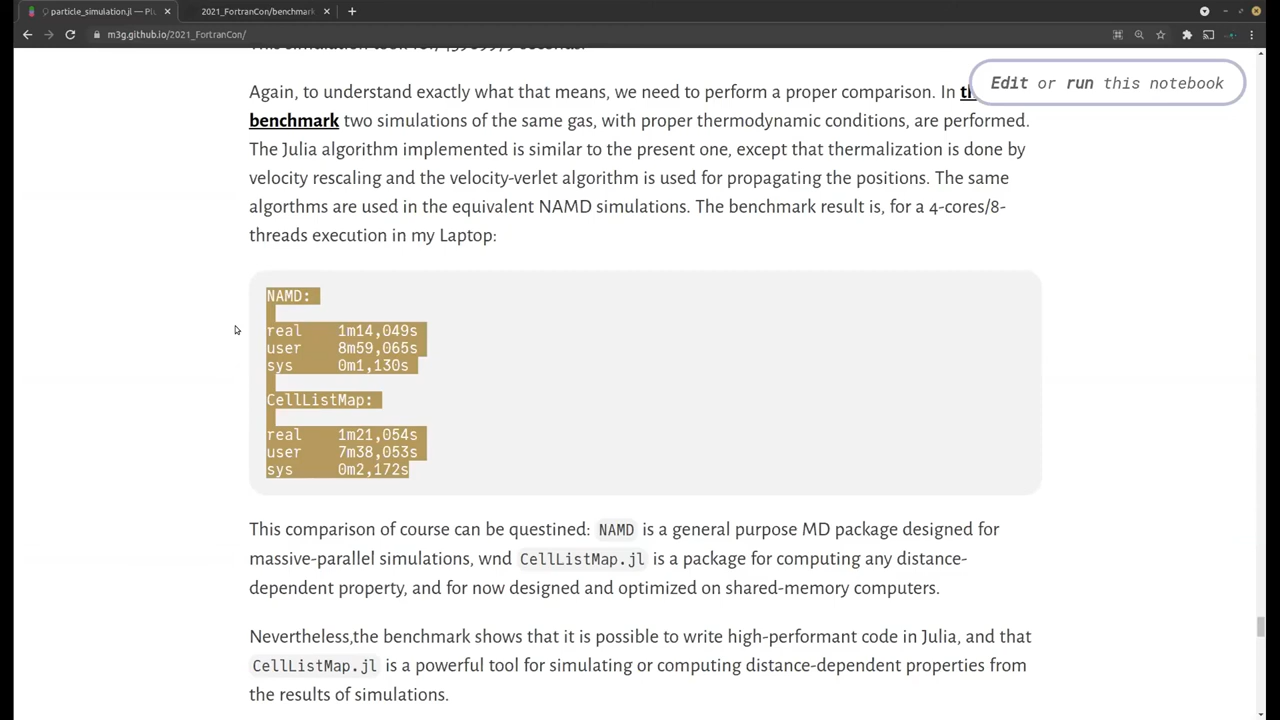 particle_simulation.jl — Plu
2021_FortranCon/benchmark
m3g.github.io/2021_FortranCon/
Edit or run this notebook
Again, to understand exactly what that means, we need to perform a proper comparison. In
benchmark two simulations of the same gas, with proper thermodynamic conditions, are performed.
The Julia algorithm implemented is similar to the present one, except that thermalization is done by
velocity rescaling and the velocity-verlet algorithm is used for propagating the positions. The same
algorthms are used in the equivalent NAMD simulations. The benchmark result is, for a 4-cores/8-
threads execution in my Laptop:
NAMD:
real 1m14,049s
user 8m59,065s
sys 0m1,130s
CellListMap:
real 1m21,054s
user 7m38,053s
sys 0m2,172s
This comparison of course can be questined: NAMD is a general purpose MD package designed for
massive-parallel simulations, wnd CellListMap.jl is a package for computing any distance-
dependent property, and for now designed and optimized on shared-memory computers.
Nevertheless,the benchmark shows that it is possible to write high-performant code in Julia, and that
CellListMap.jl is a powerful tool for simulating or computing distance-dependent properties from
the results of simulations.